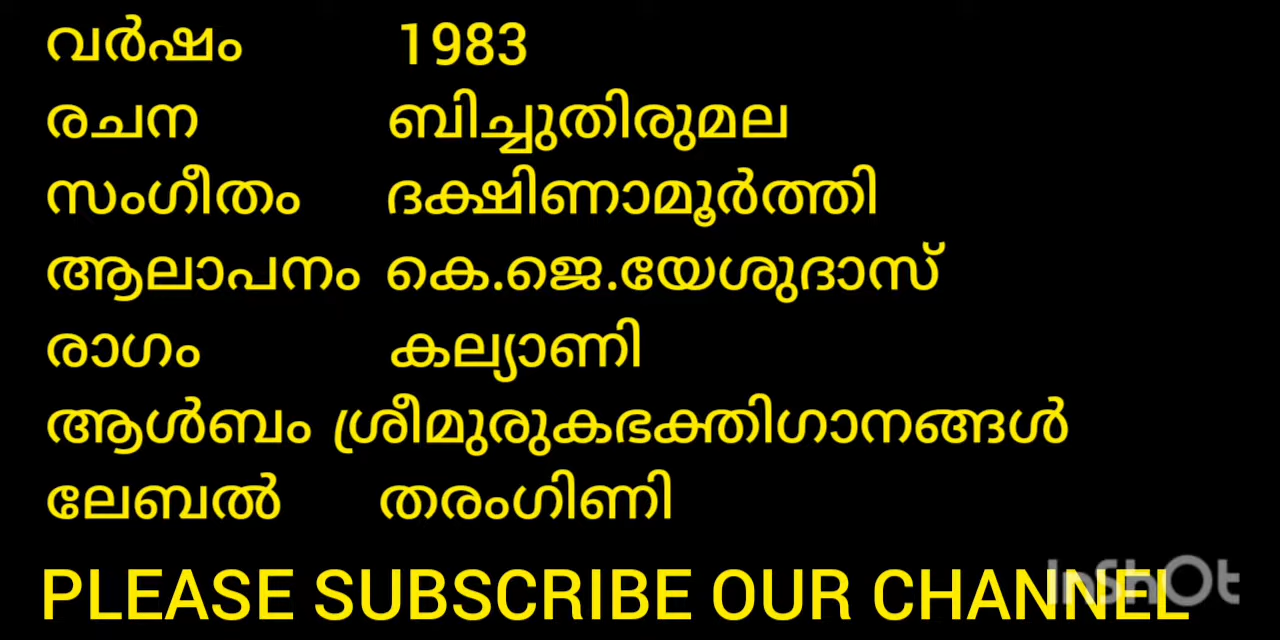 വർഷം 1983
രചന ബിച്ചുതിരുമല
സംഗീതം ദക്ഷിണാമൂർത്തി
ആലാപനം കെ.ജെ.യേശുദാസ്
രാഗം കല്യാണി
ആൾബം ശ്രീമുരുകഭക്തിഗാനങ്ങൾ
ലേബൽ തരംഗിണി
PLEASE SUBSCRIBE OUR CHANNEL
InShOt